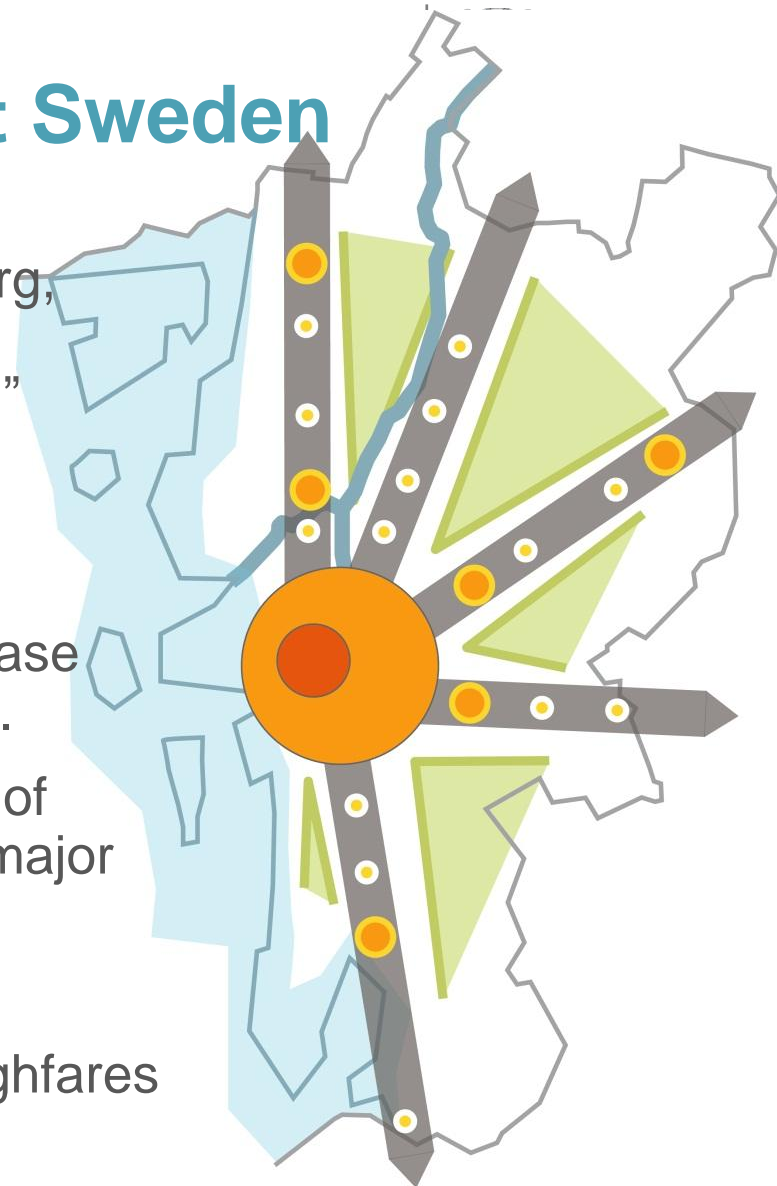 t Sweden
rg,
”
ase
.
of
major
ghfares